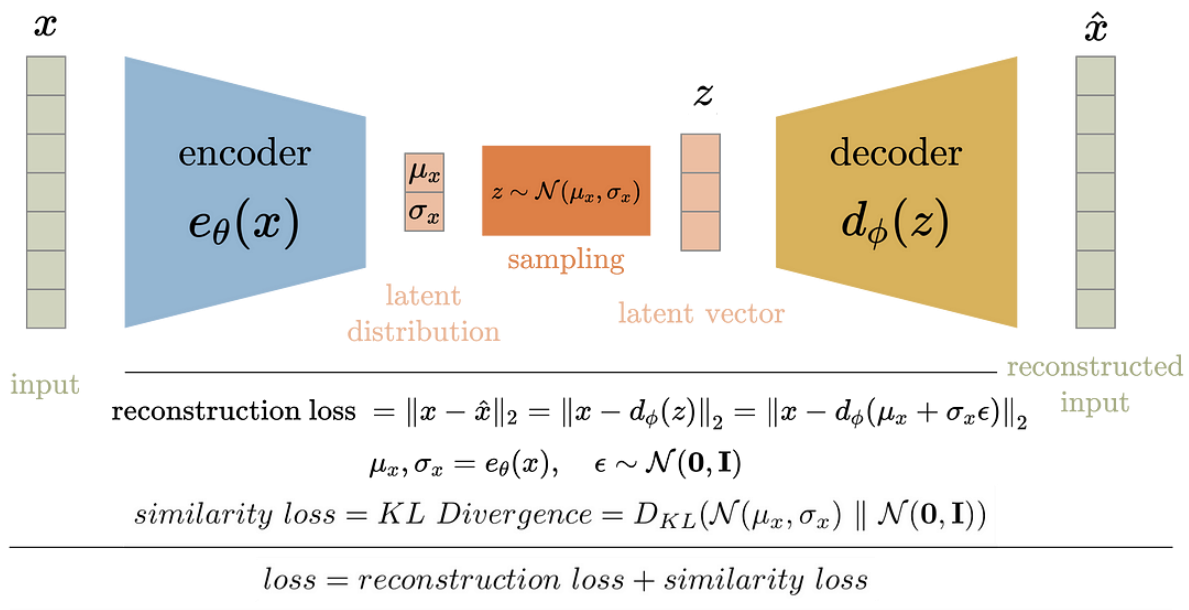 x
x̂
z
encoder
e_θ(x)
μ_x
σ_x
z ∼ 𝒩(μ_x, σ_x)
sampling
decoder
d_ϕ(z)
latent
distribution
latent vector
input
reconstructed
input
reconstruction loss = ‖x − x̂‖₂ = ‖x − d_ϕ(z)‖₂ = ‖x − d_ϕ(μ_x + σ_xϵ)‖₂
μ_x, σ_x = e_θ(x), ϵ ∼ 𝒩(𝟎, 𝐈)
similarity loss = KL Divergence = D_{KL}(𝒩(μ_x, σ_x) ‖ 𝒩(𝟎, 𝐈))
loss = reconstruction loss + similarity loss